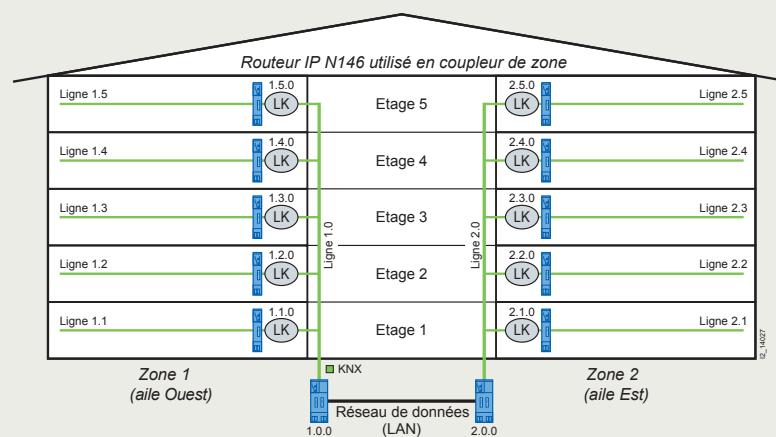 Routeur IP N146 utilisé en coupleur de zone
Ligne 1.5
1.5.0
LK
Etage 5
2.5.0
LK
Ligne 2.5
Ligne 1.4
1.4.0
LK
Etage 4
2.4.0
LK
Ligne 2.4
Ligne 1.3
1.3.0
LK
Etage 3
2.3.0
LK
Ligne 2.3
Ligne 1.0
Ligne 2.0
Ligne 1.2
1.2.0
LK
Etage 2
2.2.0
LK
Ligne 2.2
Ligne 1.1
1.1.0
LK
Etage 1
2.1.0
LK
Ligne 2.1
I2_14027
Zone 1
(aile Ouest)
KNX
Zone 2
(aile Est)
Réseau de données
(LAN)
1.0.0
2.0.0